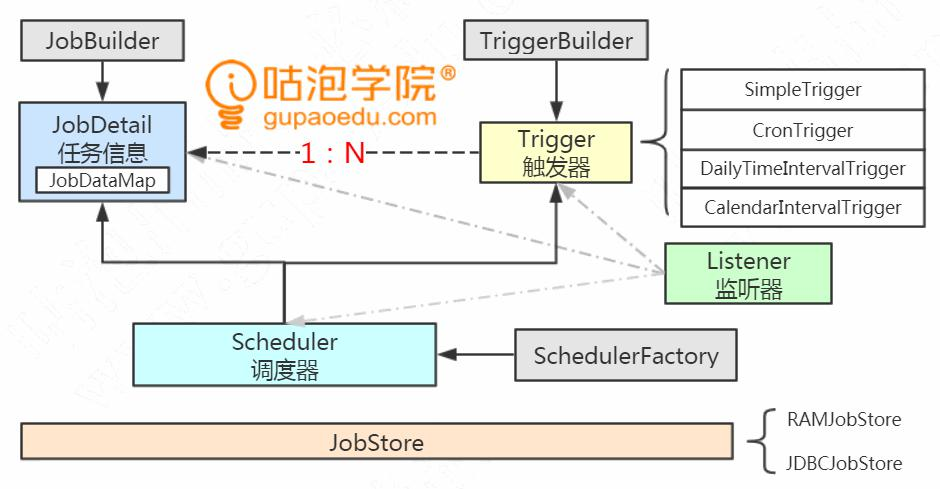 JobBuilder
TriggerBuilder
咕泡学院®
gupaoedu.com
JobDetail
任务信息
JobDataMap
1：N
Trigger
触发器
SimpleTrigger
CronTrigger
DailyTimeIntervalTrigger
CalendarIntervalTrigger
Listener
监听器
Scheduler
调度器
SchedulerFactory
JobStore
RAMJobStore
JDBCJobStore